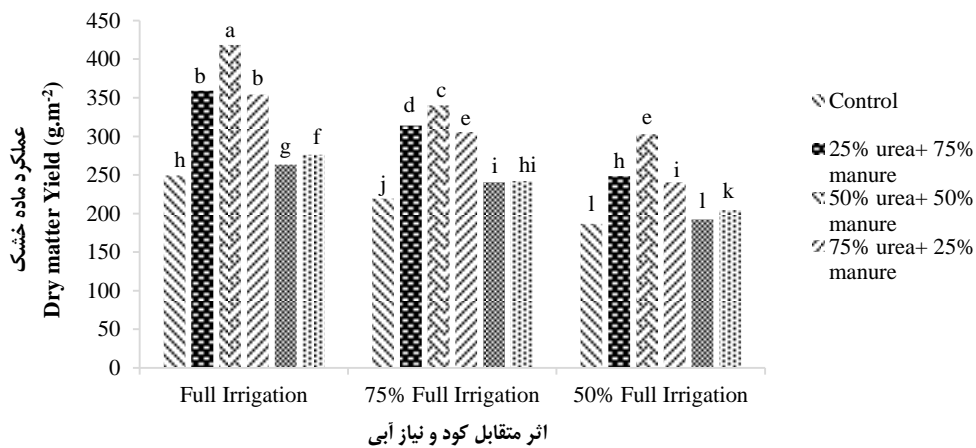 عملکرد ماده خشک
Dry matter Yield (g.m-2)
450
400
350
300
250
200
150
100
50
0
h
b
a
b
g
f
j
d
c
e
i
hi
l
h
e
i
l
k
Full Irrigation
75% Full Irrigation
50% Full Irrigation
اثر متقابل کود و نیاز آبی
Control
25% urea+ 75%
manure
50% urea+ 50%
manure
75% urea+ 25%
manure